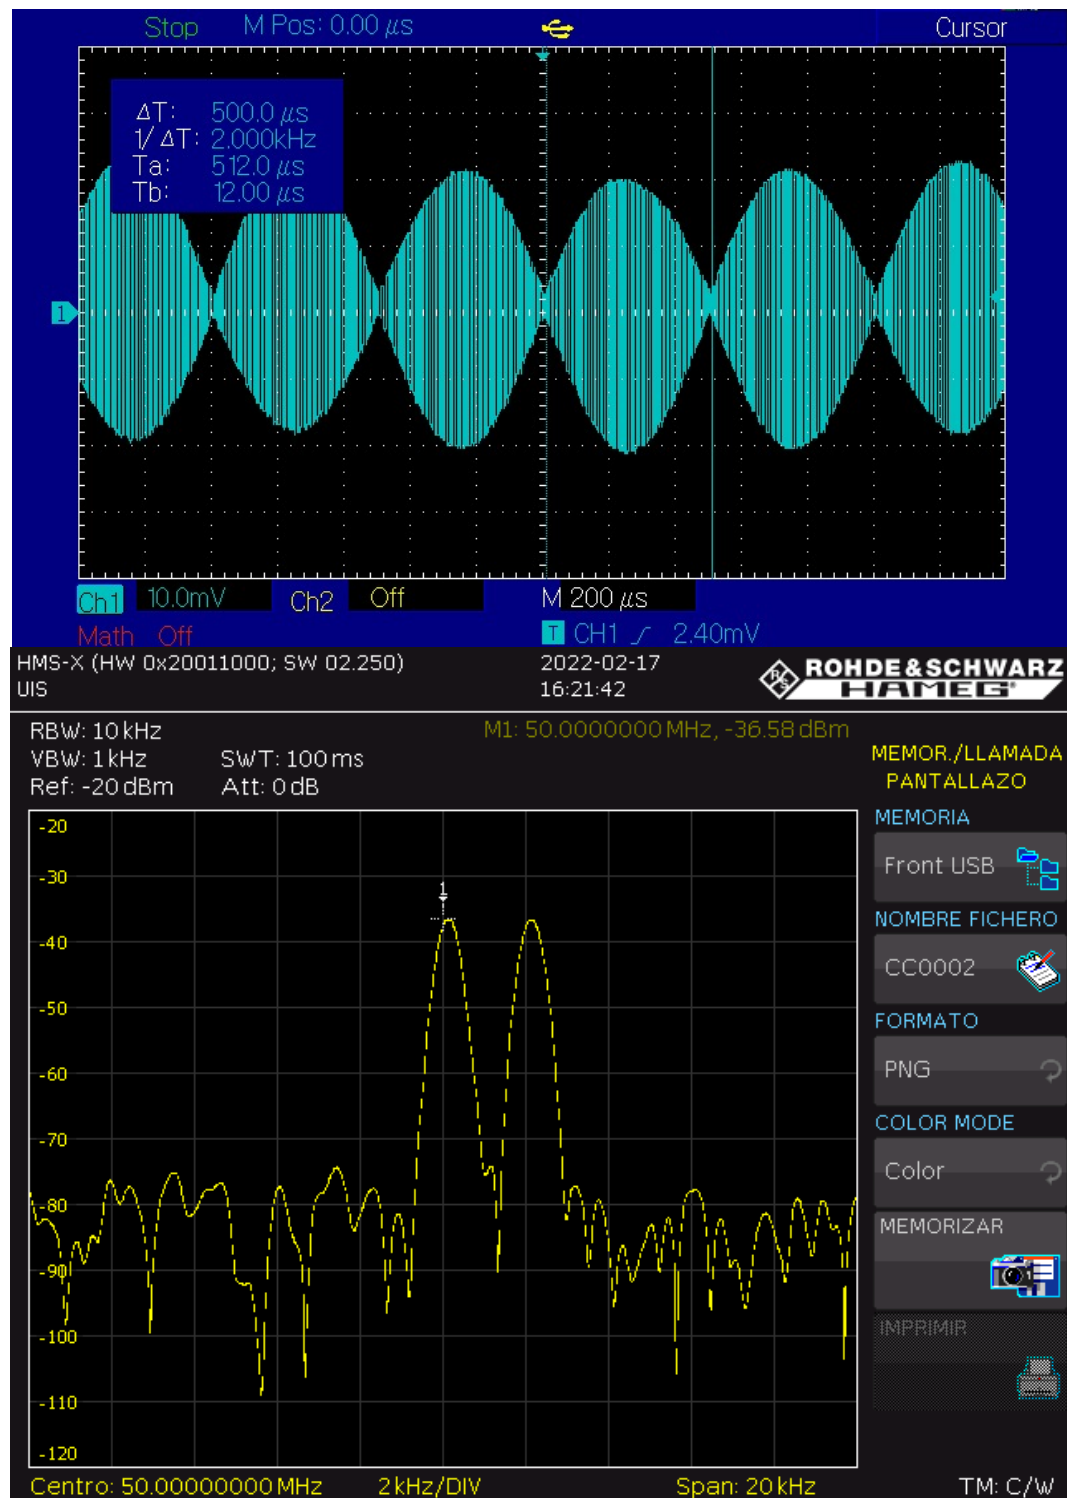 Stop M Pos: 0.00 μs Cursor
ΔT: 500.0 μs
1/ΔT: 2.000kHz
Ta: 512.0 μs
Tb: 12.00 μs
1
Ch1 10.0mV Ch2 Off M 200 μs
Math Off T CH1 2.40mV
HMS-X (HW 0x20011000; SW 02.250) 2022-02-17 ROHDE&SCHWARZ
UIS 16:21:42 HAMEG
RBW: 10 kHz M1: 50.0000000 MHz, -36.58 dBm
VBW: 1 kHz SWT: 100 ms
Ref: -20 dBm Att: 0 dB
MEMOR./LLAMADA
PANTALLAZO
MEMORIA
Front USB
NOMBRE FICHERO
CC0002
FORMATO
PNG
COLOR MODE
Color
MEMORIZAR
IMPRIMIR
1
-20
-30
-40
-50
-60
-70
-80
-90
-100
-110
-120
Centro: 50.00000000 MHz 2 kHz/DIV Span: 20 kHz TM: C/W